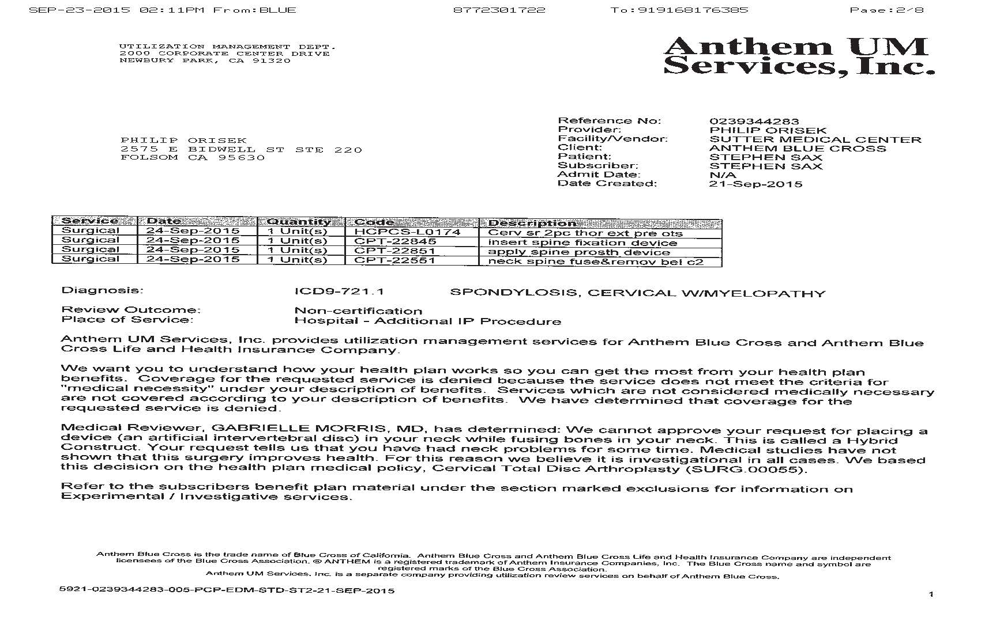 SEP-23-2015 02:11PM From:BLUE 8772301722 To:919168176385 Page:2/8
UTILIZATION MANAGEMENT DEPT.
2000 CORPORATE CENTER DRIVE
NEWBURY PARK, CA 91320
Anthem UM
Services, Inc.
PHILIP ORISEK
2575 E BIDWELL ST STE 220
FOLSOM CA 95630
Reference No: 0239344283
Provider: PHILIP ORISEK
Facility/Vendor: SUTTER MEDICAL CENTER
Client: ANTHEM BLUE CROSS
Patient: STEPHEN SAX
Subscriber: STEPHEN SAX
Admit Date: N/A
Date Created: 21-Sep-2015
Service Date Quantity Code Description
Surgical 24-Sep-2015 1 Unit(s) HCPCS-L0174 Cerv sr 2pc thor ext pre ots
Surgical 24-Sep-2015 1 Unit(s) CPT-22845 insert spine fixation device
Surgical 24-Sep-2015 1 Unit(s) CPT-22851 apply spine prosth device
Surgical 24-Sep-2015 1 Unit(s) CPT-22551 neck spine fuse&remov bel c2
Diagnosis: ICD9-721.1 SPONDYLOSIS, CERVICAL W/MYELOPATHY
Review Outcome: Non-certification
Place of Service: Hospital - Additional IP Procedure
Anthem UM Services, Inc. provides utilization management services for Anthem Blue Cross and Anthem Blue
Cross Life and Health Insurance Company.
We want you to understand how your health plan works so you can get the most from your health plan
benefits. Coverage for the requested service is denied because the service does not meet the criteria for
"medical necessity" under your description of benefits. Services which are not considered medically necessary
are not covered according to your description of benefits. We have determined that coverage for the
requested service is denied.
Medical Reviewer, GABRIELLE MORRIS, MD, has determined: We cannot approve your request for placing a
device (an artificial intervertebral disc) in your neck while fusing bones in your neck. This is called a Hybrid
Construct. Your request tells us that you have had neck problems for some time. Medical studies have not
shown that this surgery improves health. For this reason we believe it is investigational in all cases. We based
this decision on the health plan medical policy, Cervical Total Disc Arthroplasty (SURG.00055).
Refer to the subscribers benefit plan material under the section marked exclusions for information on
Experimental / Investigative services.
Anthem Blue Cross is the trade name of Blue Cross of California. Anthem Blue Cross and Anthem Blue Cross Life and Health Insurance Company are independent
licensees of the Blue Cross Association. ® ANTHEM is a registered trademark of Anthem Insurance Companies, Inc. The Blue Cross name and symbol are
registered marks of the Blue Cross Association.
Anthem UM Services, Inc. is a separate company providing utilization review services on behalf of Anthem Blue Cross.
5921-0239344283-005-PCP-EDM-STD-ST2-21-SEP-2015
1